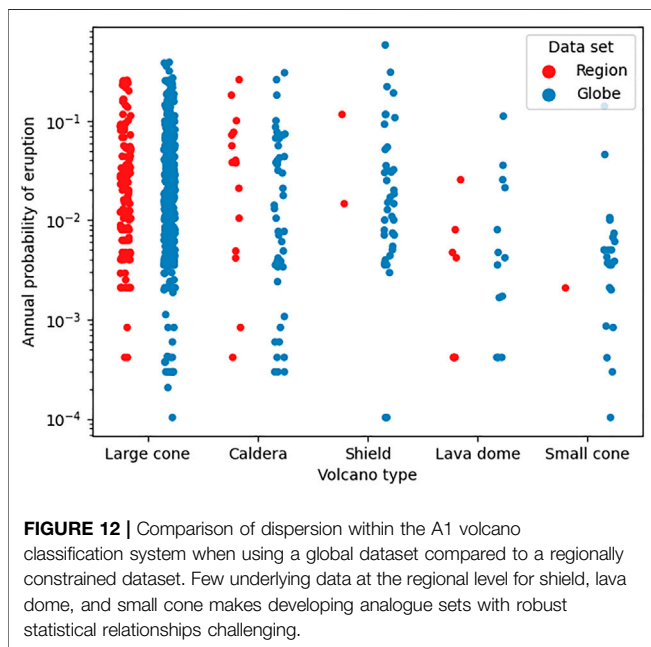 Data set
Region
Globe
Annual probability of eruption
10⁻¹
10⁻²
10⁻³
10⁻⁴
Large cone Caldera Shield Lava dome Small cone
Volcano type
FIGURE 12 | Comparison of dispersion within the A1 volcano
classification system when using a global dataset compared to a regionally
constrained dataset. Few underlying data at the regional level for shield, lava
dome, and small cone makes developing analogue sets with robust
statistical relationships challenging.